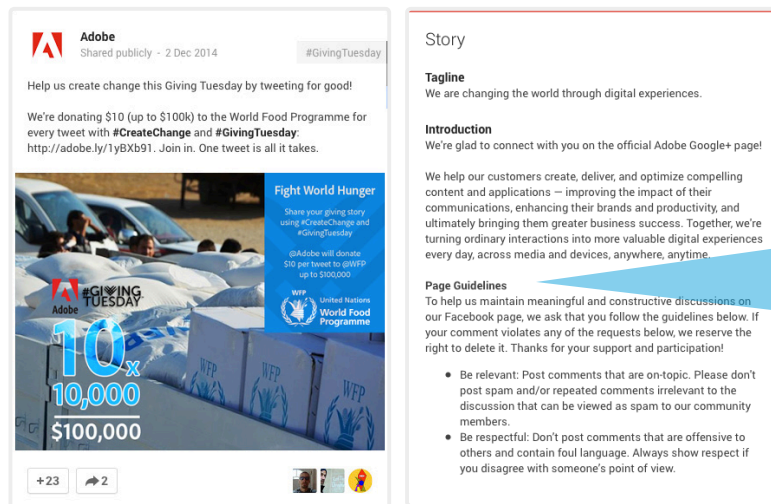 Adobe
Shared publicly - 2 Dec 2014
#GivingTuesday
Help us create change this Giving Tuesday by tweeting for good!
We're donating $10 (up to $100k) to the World Food Programme for
every tweet with #CreateChange and #GivingTuesday:
http://adobe.ly/1yBXb91. Join in. One tweet is all it takes.
Fight World Hunger
Share your giving story
using #CreateChange and
#GivingTuesday
@Adobe will donate
$10 per tweet to @WFP
up to $100,000
WFP
United Nations
World Food
Programme
Adobe
#GIVING
TUESDAY
10x
10,000
$100,000
WFP
WFP
WFP
+23
2
Story
Tagline
We are changing the world through digital experiences.
Introduction
We're glad to connect with you on the official Adobe Google+ page!
We help our customers create, deliver, and optimize compelling
content and applications — improving the impact of their
communications, enhancing their brands and productivity, and
ultimately bringing them greater business success. Together, we're
turning ordinary interactions into more valuable digital experiences
every day, across media and devices, anywhere, anytime.
Page Guidelines
To help us maintain meaningful and constructive discussions on
our Facebook page, we ask that you follow the guidelines below. If
your comment violates any of the requests below, we reserve the
right to delete it. Thanks for your support and participation!
● Be relevant: Post comments that are on-topic. Please don't
post spam and/or repeated comments irrelevant to the
discussion that can be viewed as spam to our community
members.
● Be respectful: Don't post comments that are offensive to
others and contain foul language. Always show respect if
you disagree with someone's point of view.